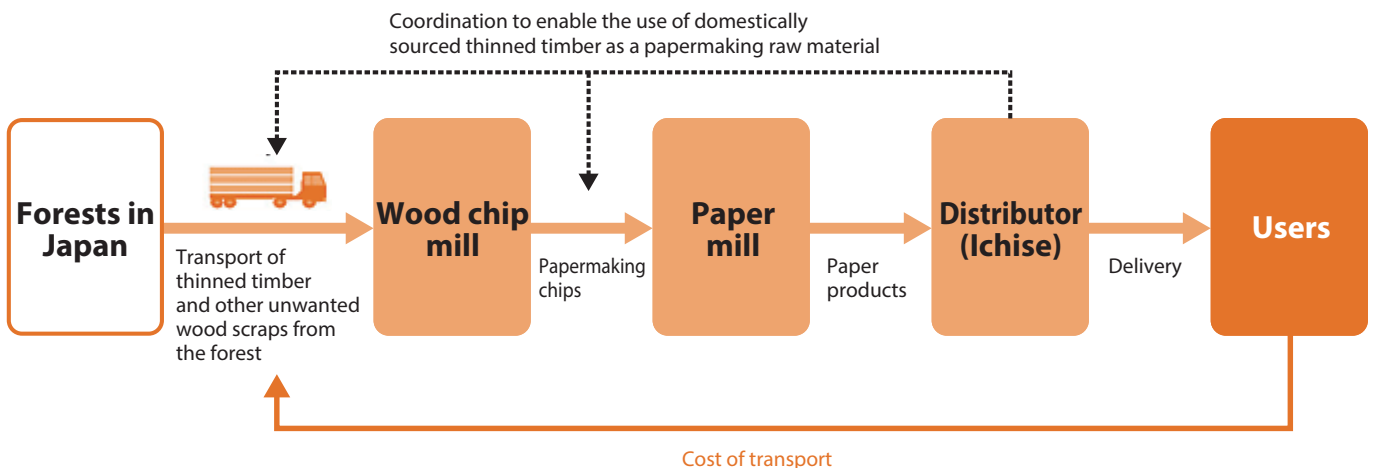 Coordination to enable the use of domestically
sourced thinned timber as a papermaking raw material
Forests in
Japan
Transport of
thinned timber
and other unwanted
wood scraps from
the forest
Wood chip
mill
Papermaking
chips
Paper
mill
Paper
products
Distributor
(Ichise)
Delivery
Users
Cost of transport